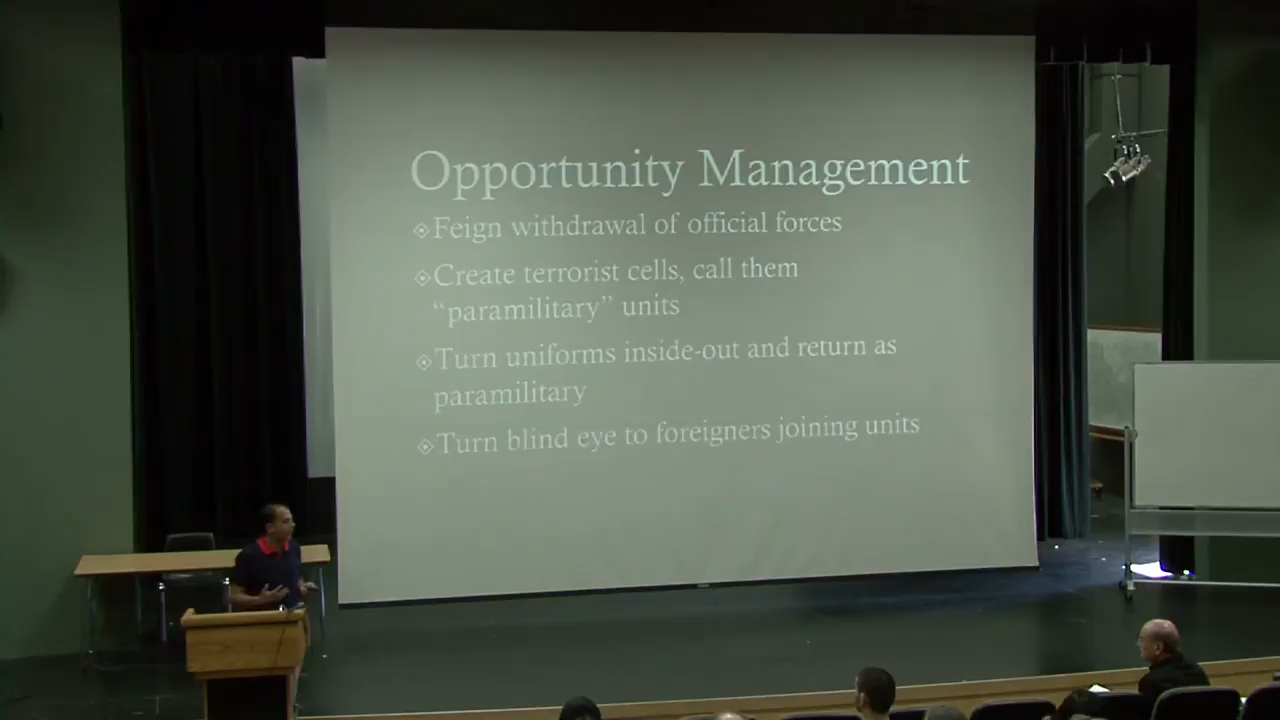 Opportunity Management
Feign withdrawal of official forces
Create terrorist cells, call them
“paramilitary” units
Turn uniforms inside-out and return as
paramilitary
Turn blind eye to foreigners joining units